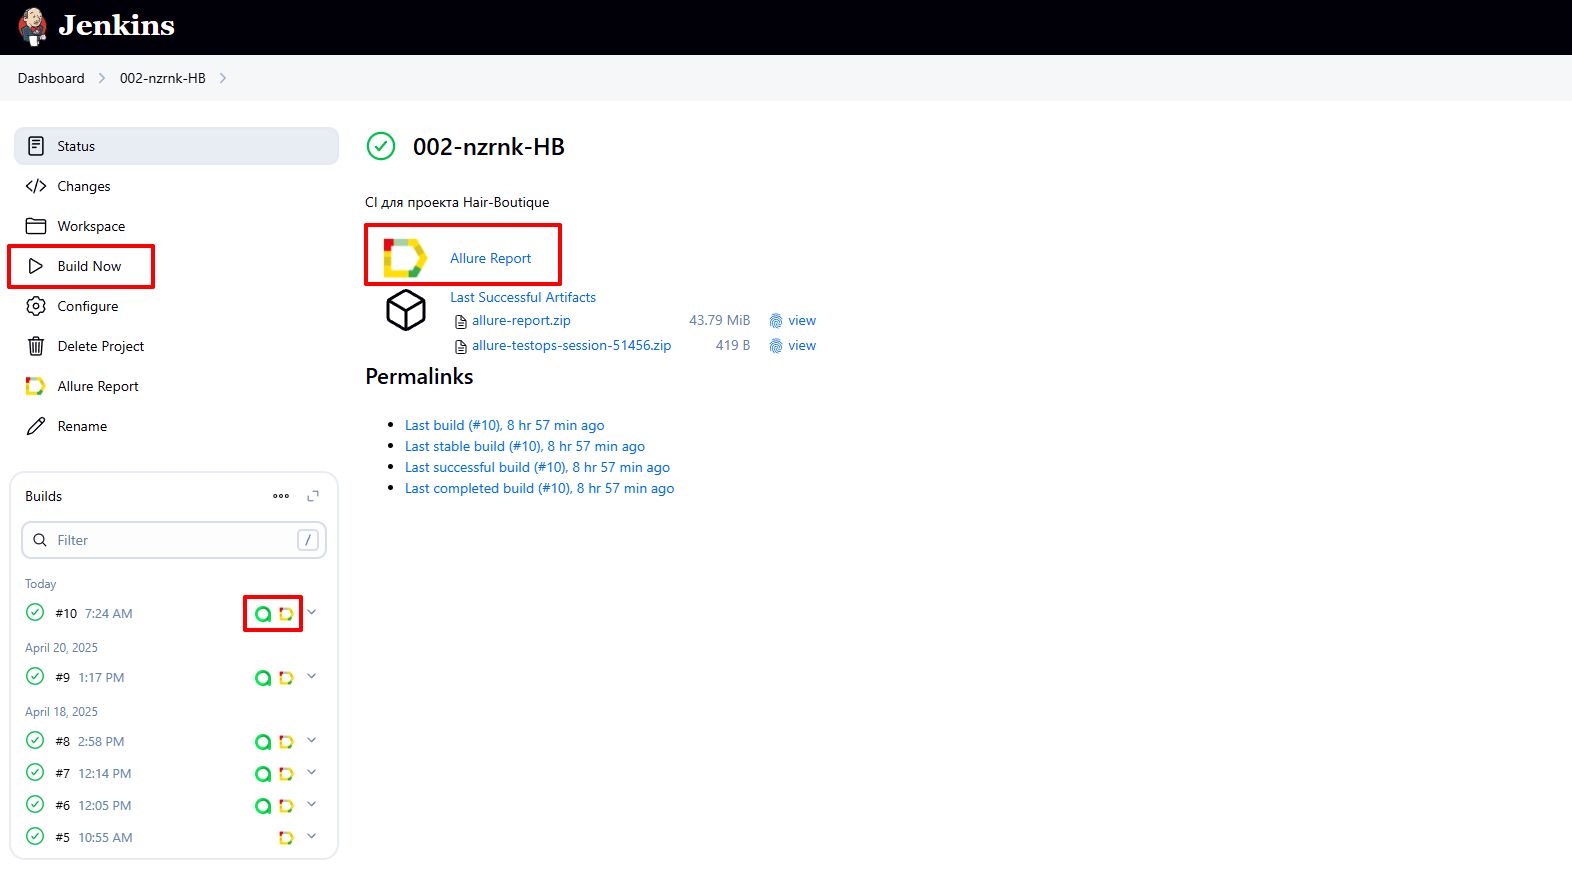 Jenkins
Dashboard
002-nzrnk-HB
Status
Changes
Workspace
Build Now
Configure
Delete Project
Allure Report
Rename
Builds
Filter /
Today
#10 7:24 AM
April 20, 2025
#9 1:17 PM
April 18, 2025
#8 2:58 PM
#7 12:14 PM
#6 12:05 PM
#5 10:55 AM
002-nzrnk-HB
CI для проекта Hair-Boutique
Allure Report
Last Successful Artifacts
allure-report.zip 43.79 MiB view
allure-testops-session-51456.zip 419 B view
Permalinks
Last build (#10), 8 hr 57 min ago
Last stable build (#10), 8 hr 57 min ago
Last successful build (#10), 8 hr 57 min ago
Last completed build (#10), 8 hr 57 min ago